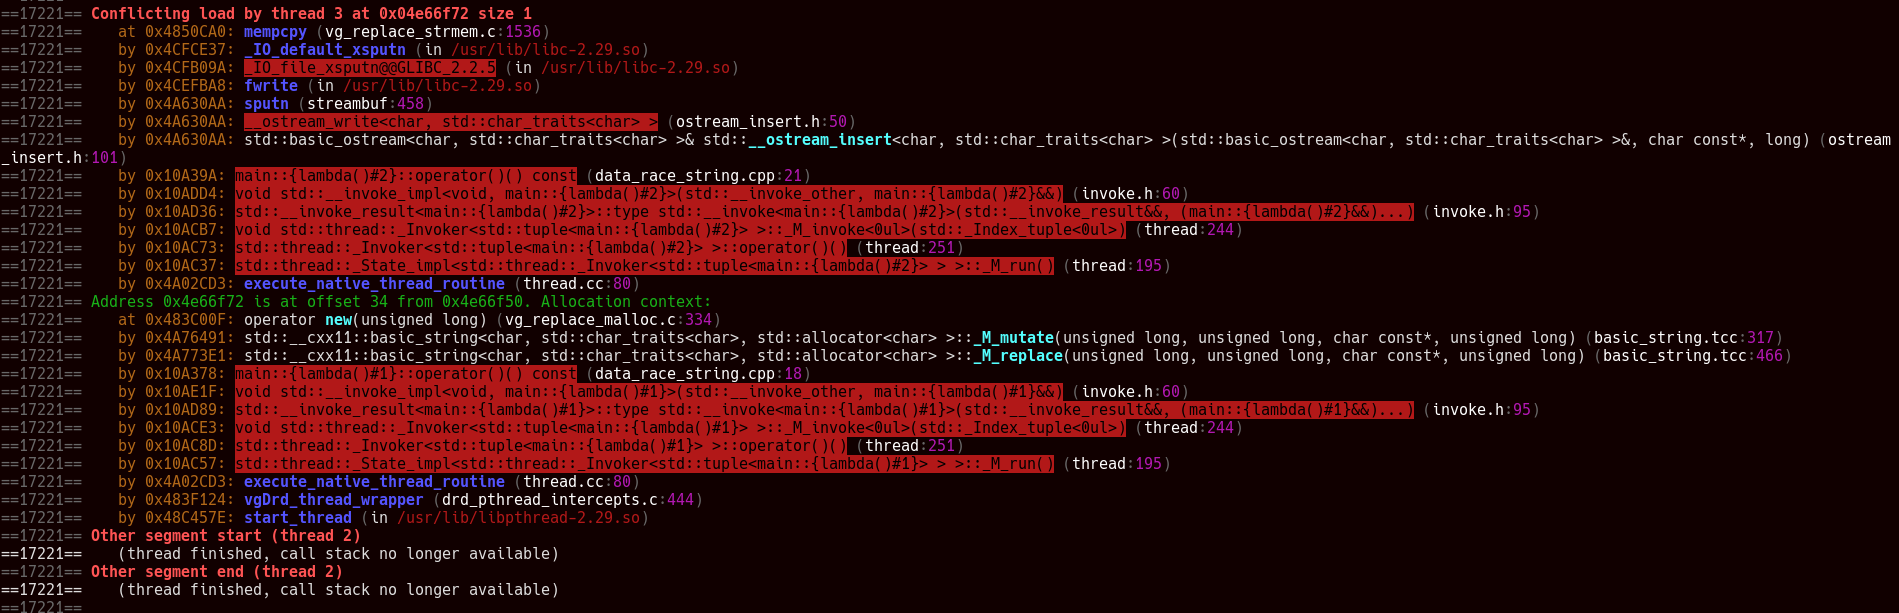 ==17221== Conflicting load by thread 3 at 0x04e66f72 size 1
==17221==    at 0x4850CA0: mempcpy (vg_replace_strmem.c:1536)
==17221==    by 0x4CFCE37: _IO_default_xsputn (in /usr/lib/libc-2.29.so)
==17221==    by 0x4CFB09A: _IO_file_xsputn@@GLIBC_2.2.5 (in /usr/lib/libc-2.29.so)
==17221==    by 0x4CEFBA8: fwrite (in /usr/lib/libc-2.29.so)
==17221==    by 0x4A630AA: sputn (streambuf:458)
==17221==    by 0x4A630AA: __ostream_write<char, std::char_traits<char> > (ostream_insert.h:50)
==17221==    by 0x4A630AA: std::basic_ostream<char, std::char_traits<char> >& std::__ostream_insert<char, std::char_traits<char> >(std::basic_ostream<char, std::char_traits<char> >&, char const*, long) (ostream
_insert.h:101)
==17221==    by 0x10A39A: main::{lambda()#2}::operator()() const (data_race_string.cpp:21)
==17221==    by 0x10ADD4: void std::__invoke_impl<void, main::{lambda()#2}>(std::__invoke_other, main::{lambda()#2}&&) (invoke.h:60)
==17221==    by 0x10AD36: std::__invoke_result<main::{lambda()#2}>::type std::__invoke<main::{lambda()#2}>(std::__invoke_result&&, (main::{lambda()#2}&&)...) (invoke.h:95)
==17221==    by 0x10ACB7: void std::thread::_Invoker<std::tuple<main::{lambda()#2}> >::_M_invoke<0ul>(std::_Index_tuple<0ul>) (thread:244)
==17221==    by 0x10AC73: std::thread::_Invoker<std::tuple<main::{lambda()#2}> >::operator()() (thread:251)
==17221==    by 0x10AC37: std::thread::_State_impl<std::thread::_Invoker<std::tuple<main::{lambda()#2}> > >::_M_run() (thread:195)
==17221==    by 0x4A02CD3: execute_native_thread_routine (thread.cc:80)
==17221== Address 0x4e66f72 is at offset 34 from 0x4e66f50. Allocation context:
==17221==    at 0x483C00F: operator new(unsigned long) (vg_replace_malloc.c:334)
==17221==    by 0x4A76491: std::__cxx11::basic_string<char, std::char_traits<char>, std::allocator<char> >::_M_mutate(unsigned long, unsigned long, char const*, unsigned long) (basic_string.tcc:317)
==17221==    by 0x4A773E1: std::__cxx11::basic_string<char, std::char_traits<char>, std::allocator<char> >::_M_replace(unsigned long, unsigned long, char const*, unsigned long) (basic_string.tcc:466)
==17221==    by 0x10A378: main::{lambda()#1}::operator()() const (data_race_string.cpp:18)
==17221==    by 0x10AE1F: void std::__invoke_impl<void, main::{lambda()#1}>(std::__invoke_other, main::{lambda()#1}&&) (invoke.h:60)
==17221==    by 0x10AD89: std::__invoke_result<main::{lambda()#1}>::type std::__invoke<main::{lambda()#1}>(std::__invoke_result&&, (main::{lambda()#1}&&)...) (invoke.h:95)
==17221==    by 0x10ACE3: void std::thread::_Invoker<std::tuple<main::{lambda()#1}> >::_M_invoke<0ul>(std::_Index_tuple<0ul>) (thread:244)
==17221==    by 0x10AC8D: std::thread::_Invoker<std::tuple<main::{lambda()#1}> >::operator()() (thread:251)
==17221==    by 0x10AC57: std::thread::_State_impl<std::thread::_Invoker<std::tuple<main::{lambda()#1}> > >::_M_run() (thread:195)
==17221==    by 0x4A02CD3: execute_native_thread_routine (thread.cc:80)
==17221==    by 0x483F124: vgDrd_thread_wrapper (drd_pthread_intercepts.c:444)
==17221==    by 0x48C457E: start_thread (in /usr/lib/libpthread-2.29.so)
==17221== Other segment start (thread 2)
==17221==    (thread finished, call stack no longer available)
==17221== Other segment end (thread 2)
==17221==    (thread finished, call stack no longer available)
==17221==